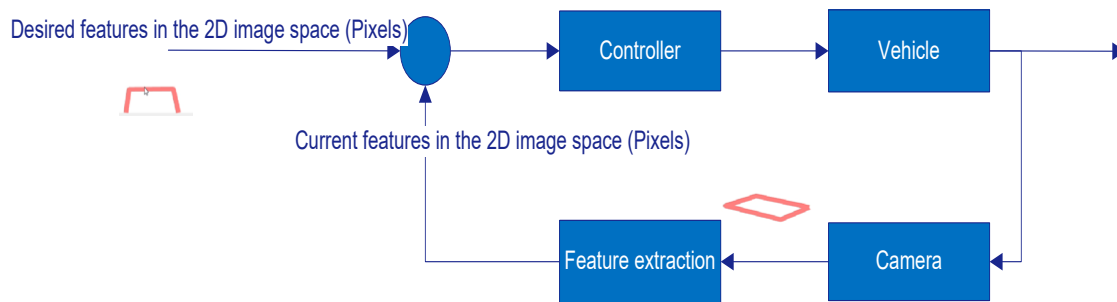 Desired features in the 2D image space (Pixels)
Controller
Vehicle
Current features in the 2D image space (Pixels)
Feature extraction
Camera